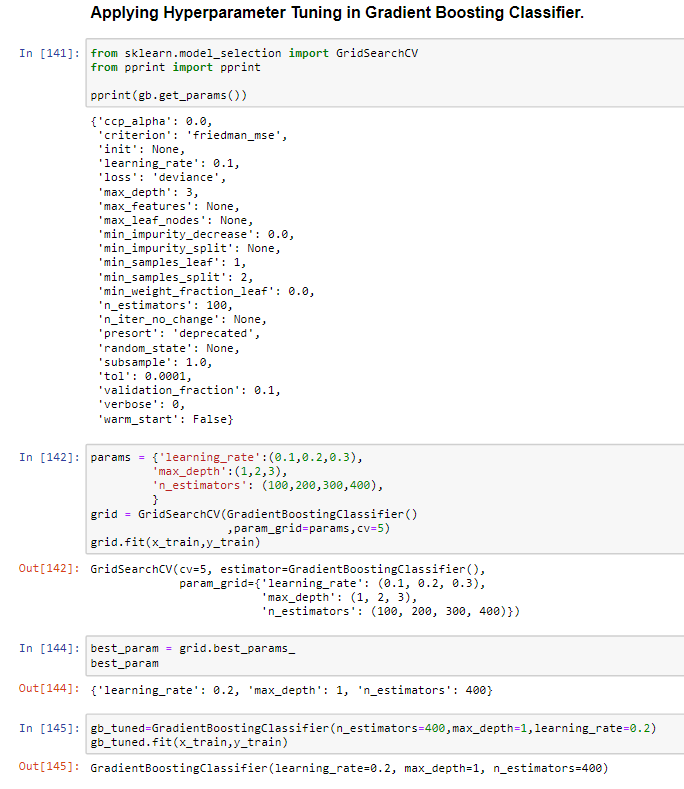 Applying Hyperparameter Tuning in Gradient Boosting Classifier.
In [141]: from sklearn.model_selection import GridSearchCV
from pprint import pprint
pprint(gb.get_params())
{'ccp_alpha': 0.0,
'criterion': 'friedman_mse',
'init': None,
'learning_rate': 0.1,
'loss': 'deviance',
'max_depth': 3,
'max_features': None,
'max_leaf_nodes': None,
'min_impurity_decrease': 0.0,
'min_impurity_split': None,
'min_samples_leaf': 1,
'min_samples_split': 2,
'min_weight_fraction_leaf': 0.0,
'n_estimators': 100,
'n_iter_no_change': None,
'presort': 'deprecated',
'random_state': None,
'subsample': 1.0,
'tol': 0.0001,
'validation_fraction': 0.1,
'verbose': 0,
'warm_start': False}
In [142]: params = {'learning_rate':(0.1,0.2,0.3),
'max_depth':(1,2,3),
'n_estimators': (100,200,300,400),
}
grid = GridSearchCV(GradientBoostingClassifier()
,param_grid=params,cv=5)
grid.fit(x_train,y_train)
Out[142]: GridSearchCV(cv=5, estimator=GradientBoostingClassifier(),
param_grid={'learning_rate': (0.1, 0.2, 0.3),
'max_depth': (1, 2, 3),
'n_estimators': (100, 200, 300, 400)})
In [144]: best_param = grid.best_params_
best_param
Out[144]: {'learning_rate': 0.2, 'max_depth': 1, 'n_estimators': 400}
In [145]: gb_tuned=GradientBoostingClassifier(n_estimators=400,max_depth=1,learning_rate=0.2)
gb_tuned.fit(x_train,y_train)
Out[145]: GradientBoostingClassifier(learning_rate=0.2, max_depth=1, n_estimators=400)